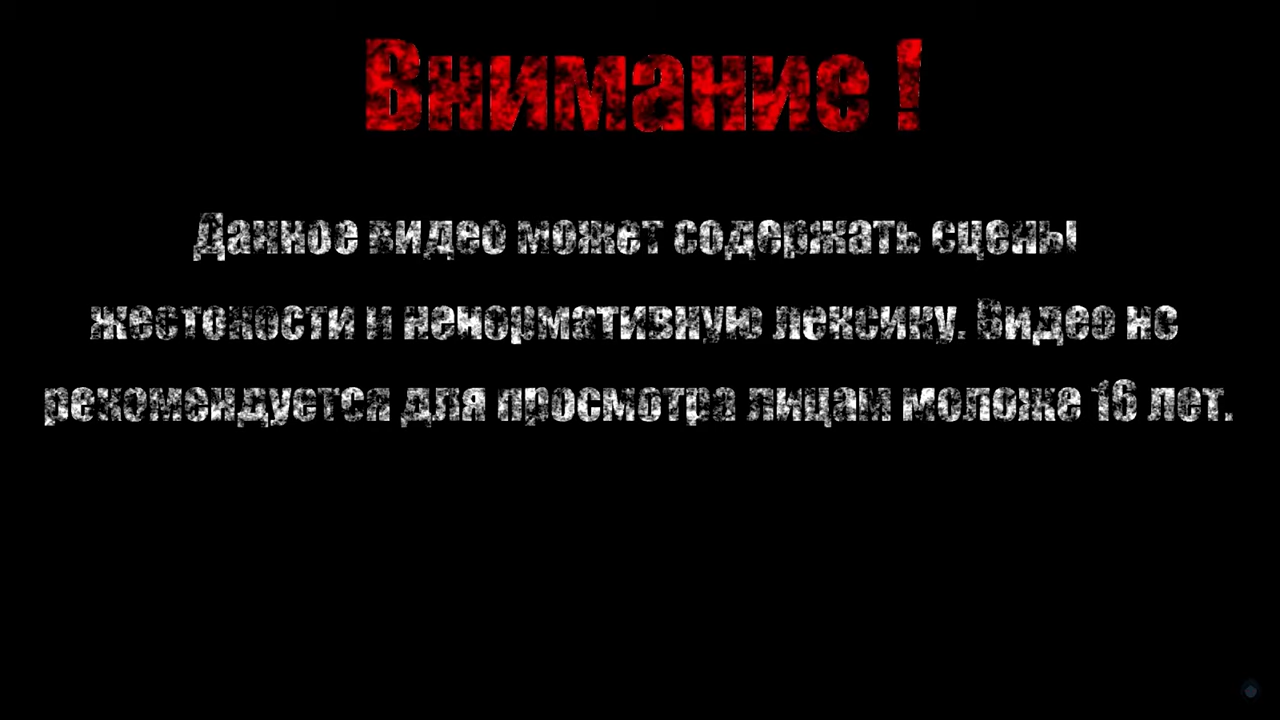 Внимание !
Данное видео может содержать сцены
жестокости и ненормативную лексику. Видео не
рекомендуется для просмотра лицам моложе 16 лет.